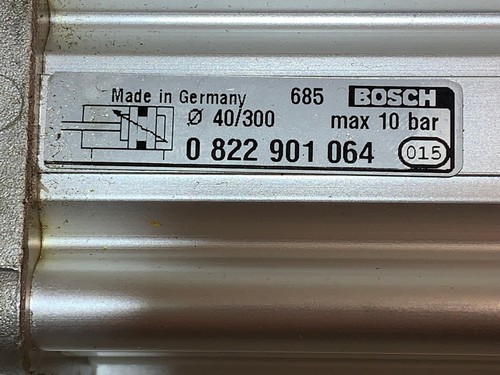 Made in Germany 685 BOSCH
Ø 40/300 max 10 bar
0 822 901 064 015